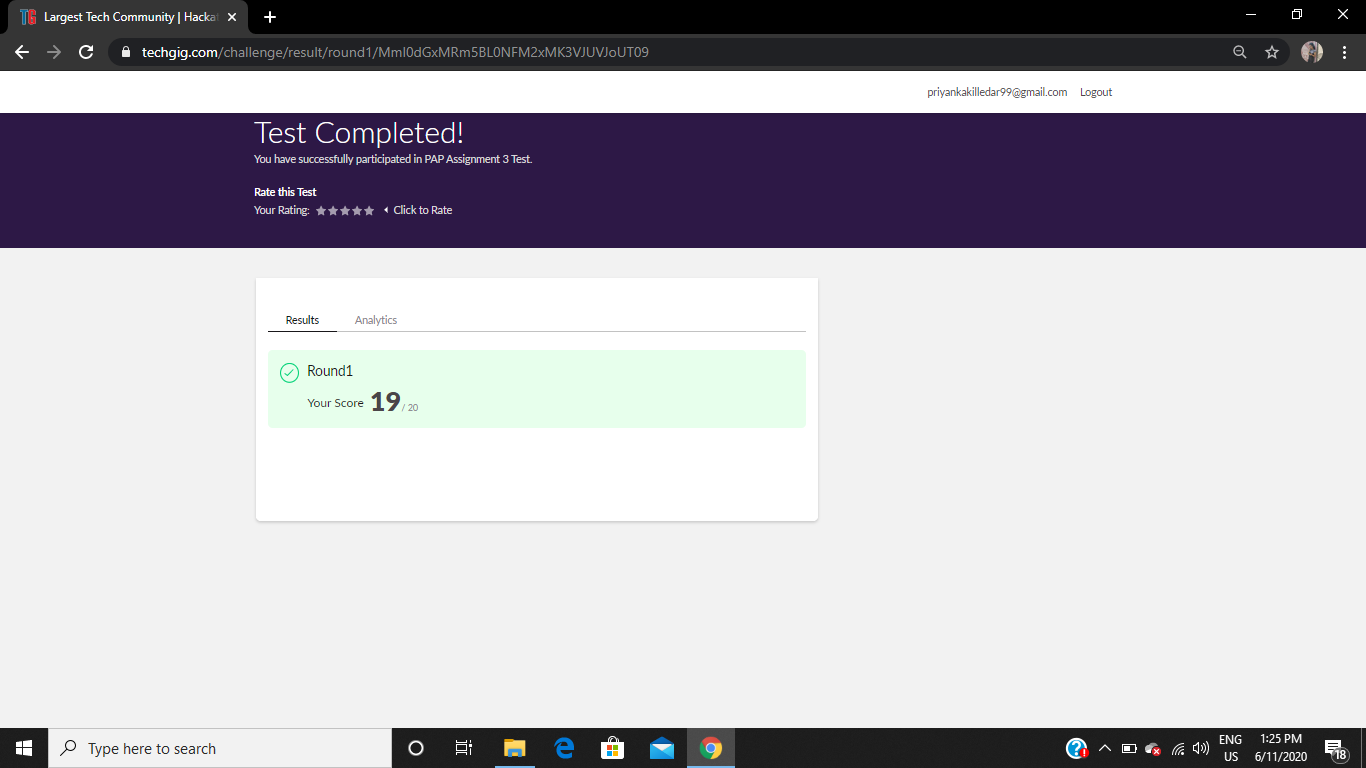 Largest Tech Community | Hacka
techgig.com/challenge/result/round1/MmI0dGxMRm5BL0NFM2xMK3VJUVJoUT09
priyankakilledar99@gmail.com Logout
Test Completed!
You have successfully participated in PAP Assignment 3 Test.
Rate this Test
Your Rating: Click to Rate
Results Analytics
Round1
Your Score 19 / 20
Type here to search
ENG 1:25 PM
US 6/11/2020
18